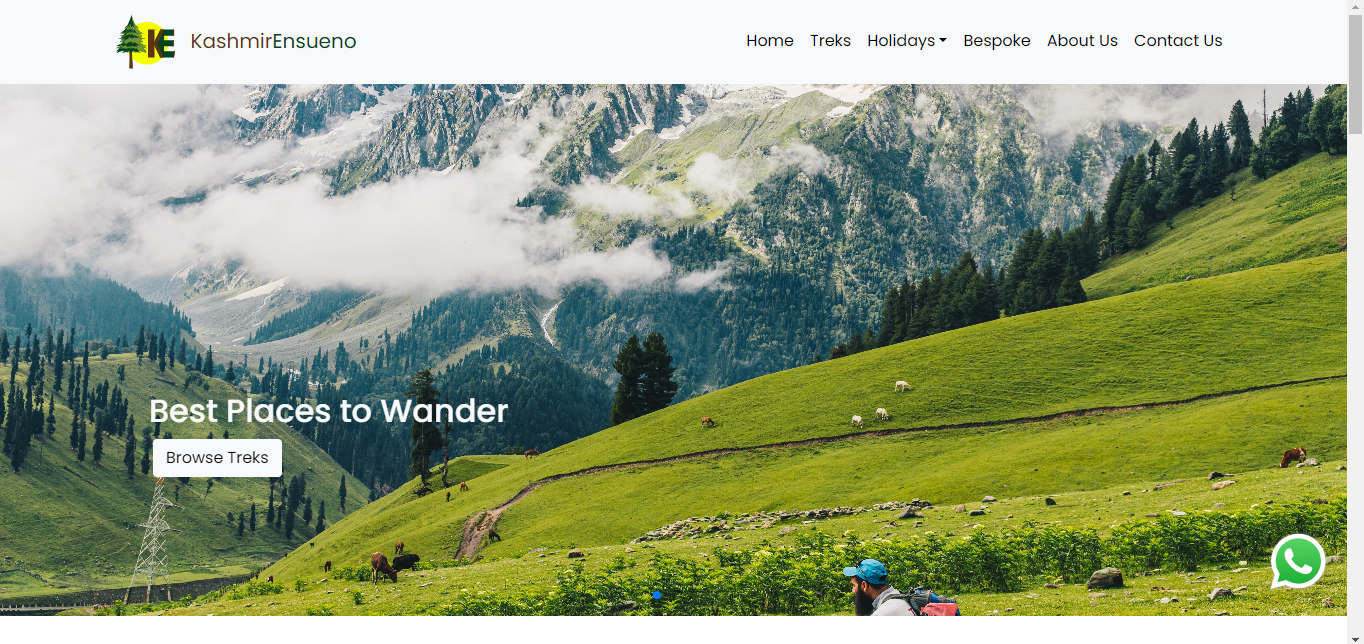 KE KashmirEnsueno
Home Treks Holidays Bespoke About Us Contact Us
Best Places to Wander
Browse Treks